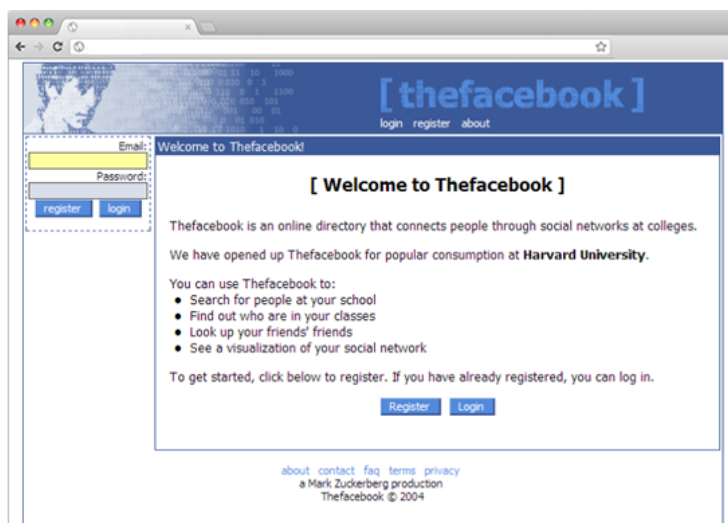 [ thefacebook ]
login register about
Email:
Password:
register login
Welcome to Thefacebook!
[ Welcome to Thefacebook ]
Thefacebook is an online directory that connects people through social networks at colleges.
We have opened up Thefacebook for popular consumption at Harvard University.
You can use Thefacebook to:
• Search for people at your school
• Find out who are in your classes
• Look up your friends' friends
• See a visualization of your social network
To get started, click below to register. If you have already registered, you can log in.
Register Login
about contact faq terms privacy
a Mark Zuckerberg production
Thefacebook © 2004